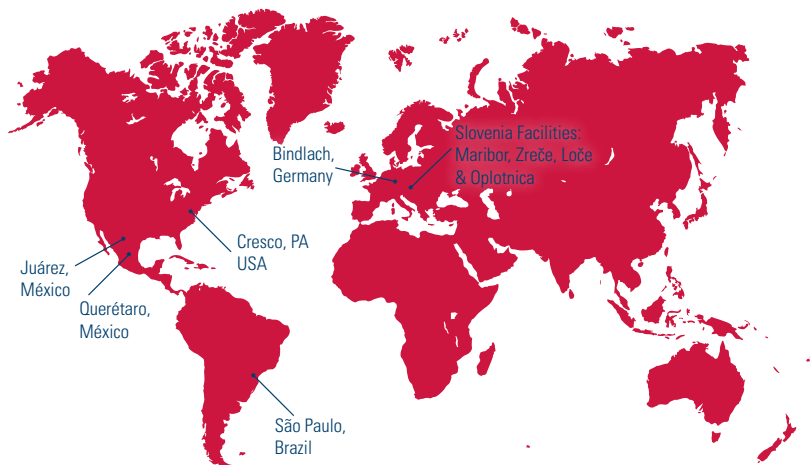 Slovenia Facilities:
Maribor, Zreče, Loče
& Oplotnica
Bindlach,
Germany
Cresco, PA
USA
Juárez,
México
Querétaro,
México
São Paulo,
Brazil